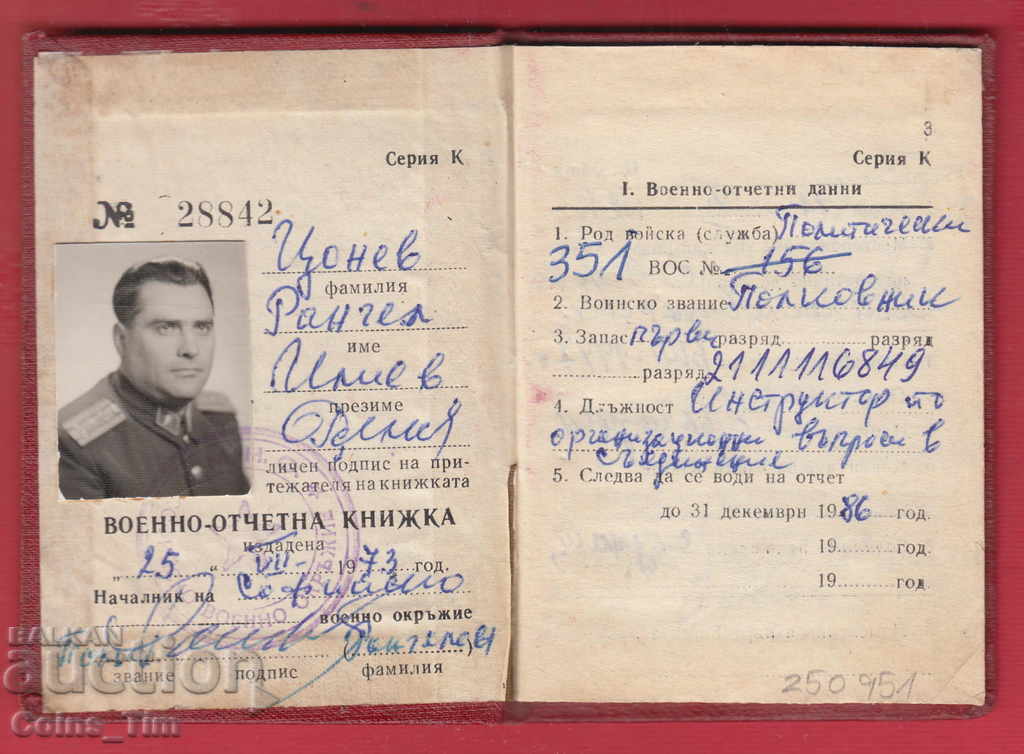 Серия К
№ 28842
Цонев
фамилия
Рангел
име
Илиев
презиме
личен подпис на при-
тежателя на книжката
ВОЕННО-ОТЧЕТНА КНИЖКА
издадена
„ 25 “ VIII- 1973 год.
Началник на Софийско
военно окръжие
звание подпис фамилия
3
Серия К
I. Военно-отчетни данни
1. Род войска (служба) Политически
351 ВОС № 156
2. Воинско звание Полковник
3. Запас първи разряд разряд
разряд 2111116849
4. Длъжност Инструктор по
организационни въпроси в
5. Следва да се води на отчет
до 31 декември 1986 год.
19 год.
19 год.
250951
BALKAN
auction
Coins_Tim